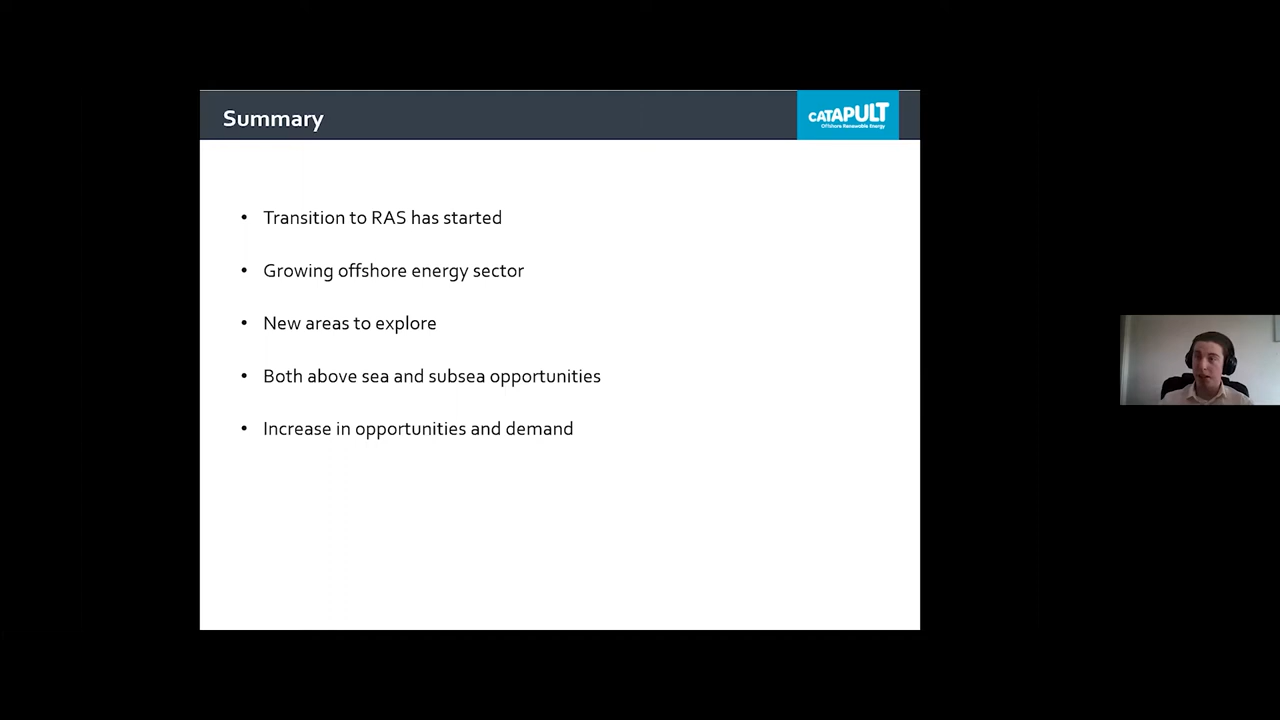 Summary
CATAPULT
Offshore Renewable Energy
• Transition to RAS has started
• Growing offshore energy sector
• New areas to explore
• Both above sea and subsea opportunities
• Increase in opportunities and demand